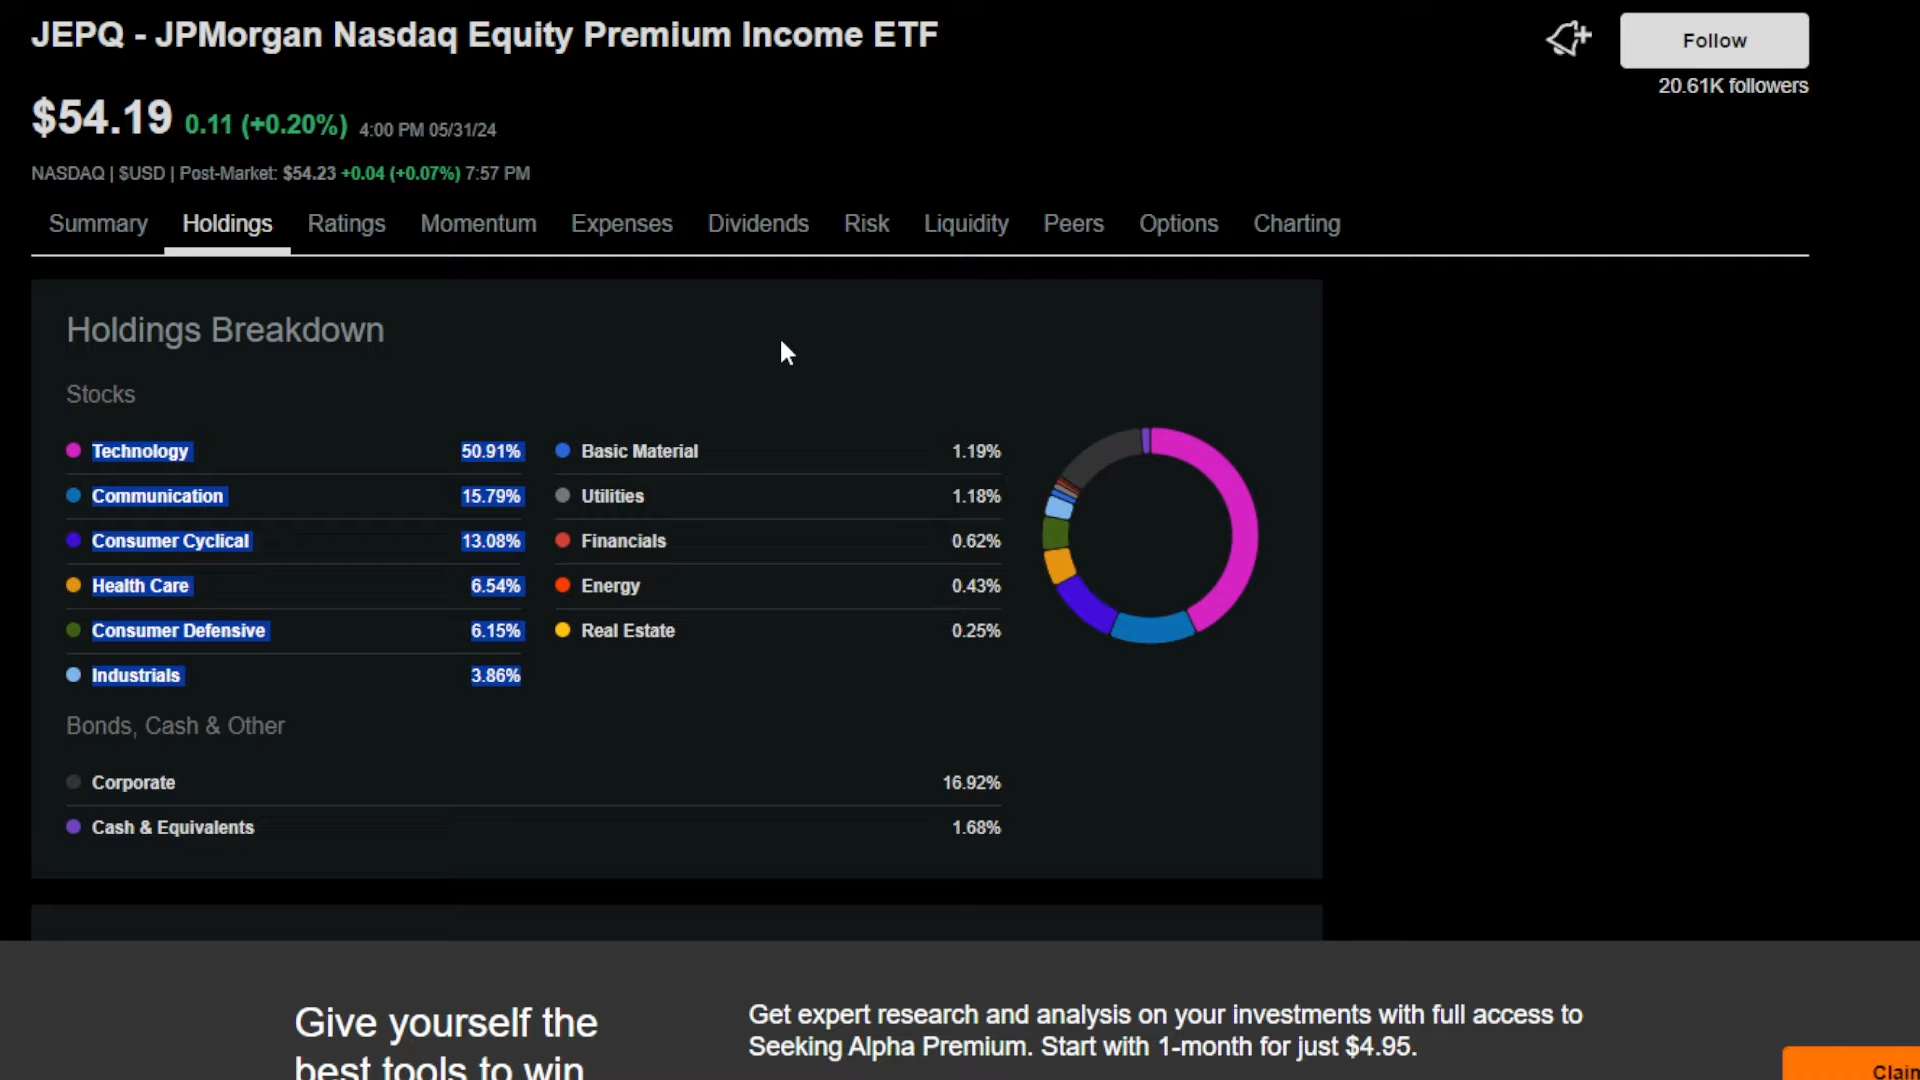 JEPQ - JPMorgan Nasdaq Equity Premium Income ETF
Follow
20.61K followers
$54.19 0.11 (+0.20%) 4:00 PM 05/31/24
NASDAQ | $USD | Post-Market: $54.23 +0.04 (+0.07%) 7:57 PM
Summary Holdings Ratings Momentum Expenses Dividends Risk Liquidity Peers Options Charting
Holdings Breakdown
Stocks
Technology 50.91%
Communication 15.79%
Consumer Cyclical 13.08%
Health Care 6.54%
Consumer Defensive 6.15%
Industrials 3.86%
Basic Material 1.19%
Utilities 1.18%
Financials 0.62%
Energy 0.43%
Real Estate 0.25%
Bonds, Cash & Other
Corporate 16.92%
Cash & Equivalents 1.68%
Give yourself the
best tools to win
Get expert research and analysis on your investments with full access to
Seeking Alpha Premium. Start with 1-month for just $4.95.
Claim